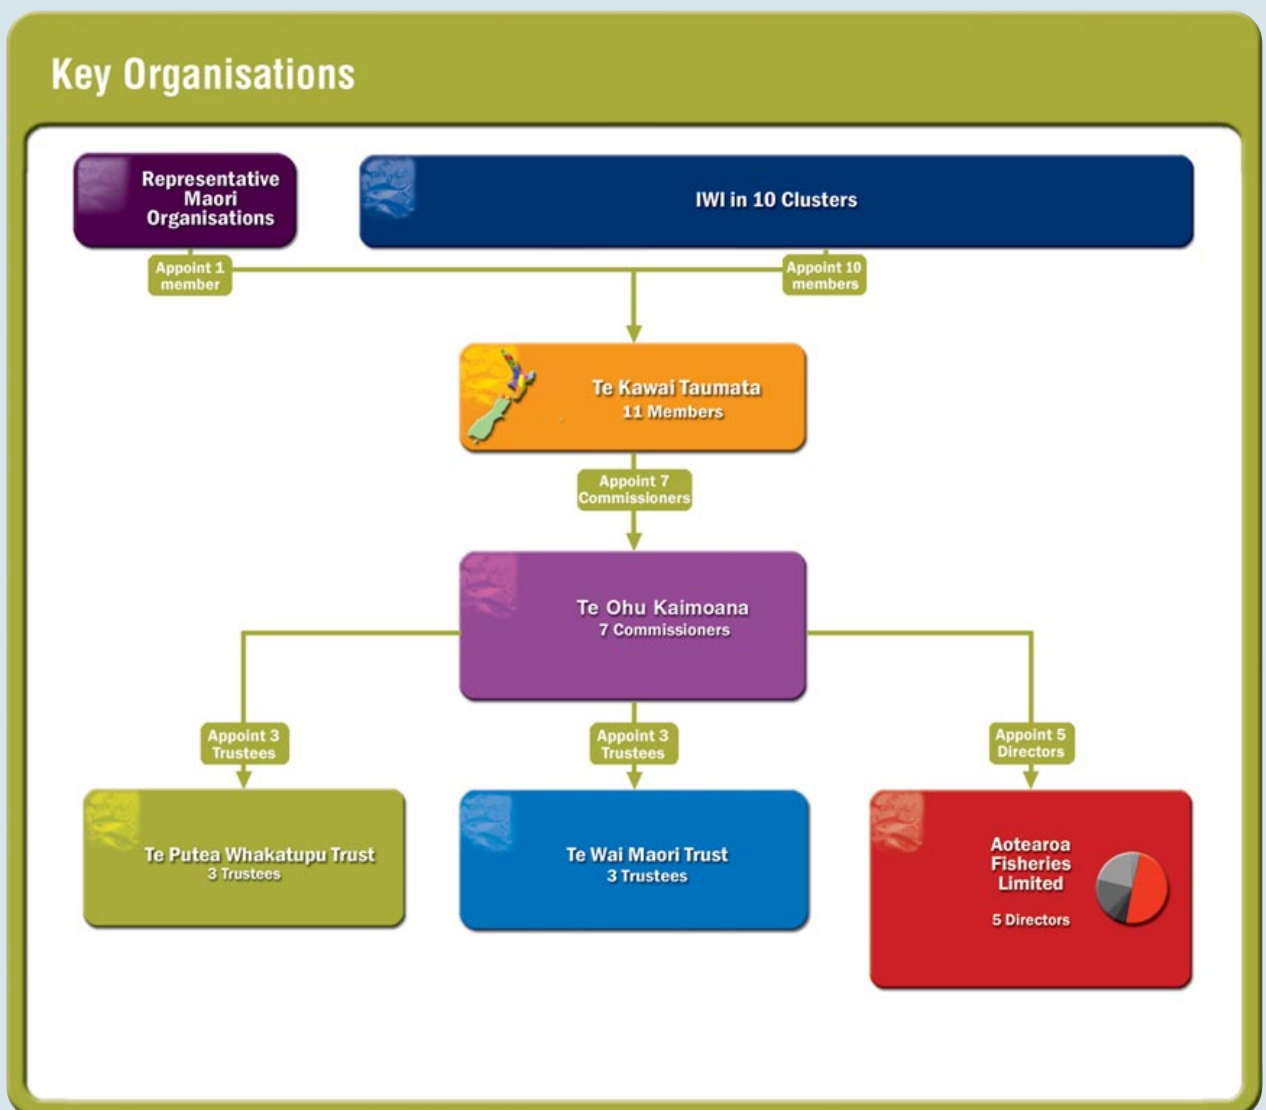 Key Organisations
Representative
Maori
Organisations
IWI in 10 Clusters
Appoint 1
member
Appoint 10
members
Te Kawai Taumata
11 Members
Appoint 7
Commissioners
Te Ohu Kaimoana
7 Commissioners
Appoint 3
Trustees
Appoint 3
Trustees
Appoint 5
Directors
Te Putea Whakatupu Trust
3 Trustees
Te Wai Maori Trust
3 Trustees
Aotearoa
Fisheries
Limited
5 Directors